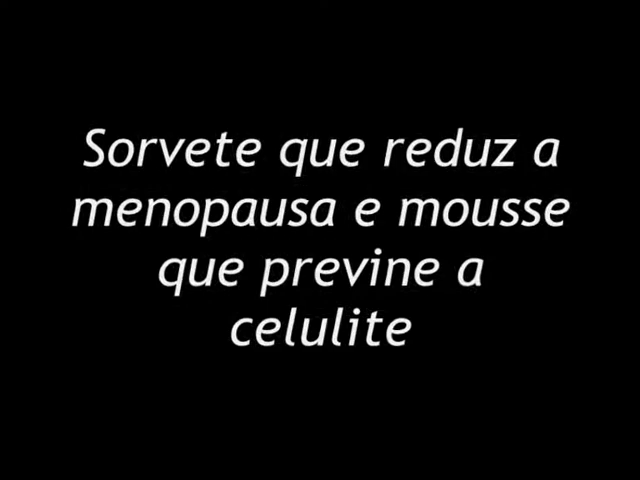 Sorvete que reduz a
menopausa e mousse
que previne a
celulite